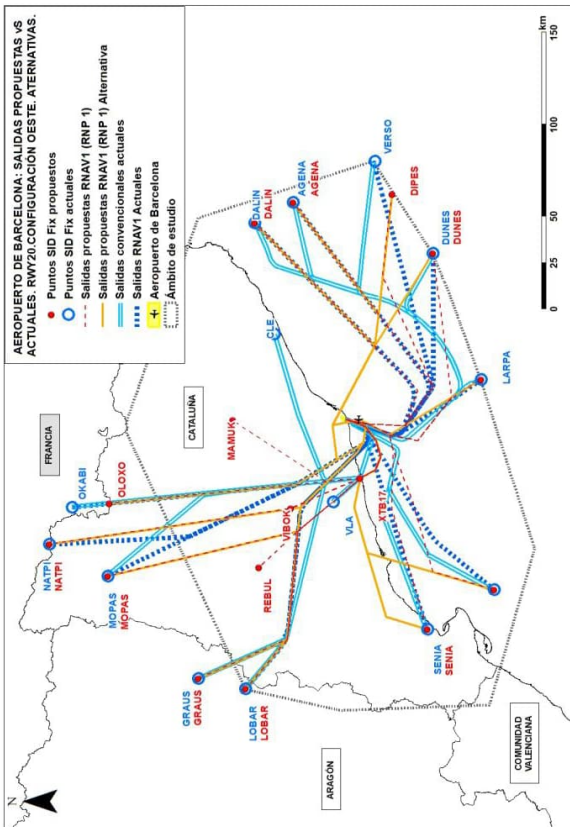 AEROPUERTO DE BARCELONA: SALIDAS PROPUESTAS vS
ACTUALES. RWY20.CONFIGURACIÓN OESTE. ATERNATIVAS.
Puntos SID Fix propuestos
Puntos SID Fix actuales
Salidas propuestas RNAV1 (RNP 1)
Salidas propuestas RNAV1 (RNP 1) Alternativa
Salidas convencionales actuales
Salidas RNAV1 Actuales
Aeropuerto de Barcelona
Ámbito de estudio
N
FRANCIA
CATALUÑA
ARAGÓN
COMUNIDAD
VALENCIANA
OKABI
OLOXO
NATPI
NATPI
MOPAS
MOPAS
GRAUS
GRAUS
LOBAR
LOBAR
MAMUK
VIBOK
REBUL
CLE
VLA
XTB17
DALIN
DALIN
AGENA
AGENA
VERSO
DIPES
DUNES
DUNES
LARPA
SENIA
SENIA
0
25
50
100
150
km